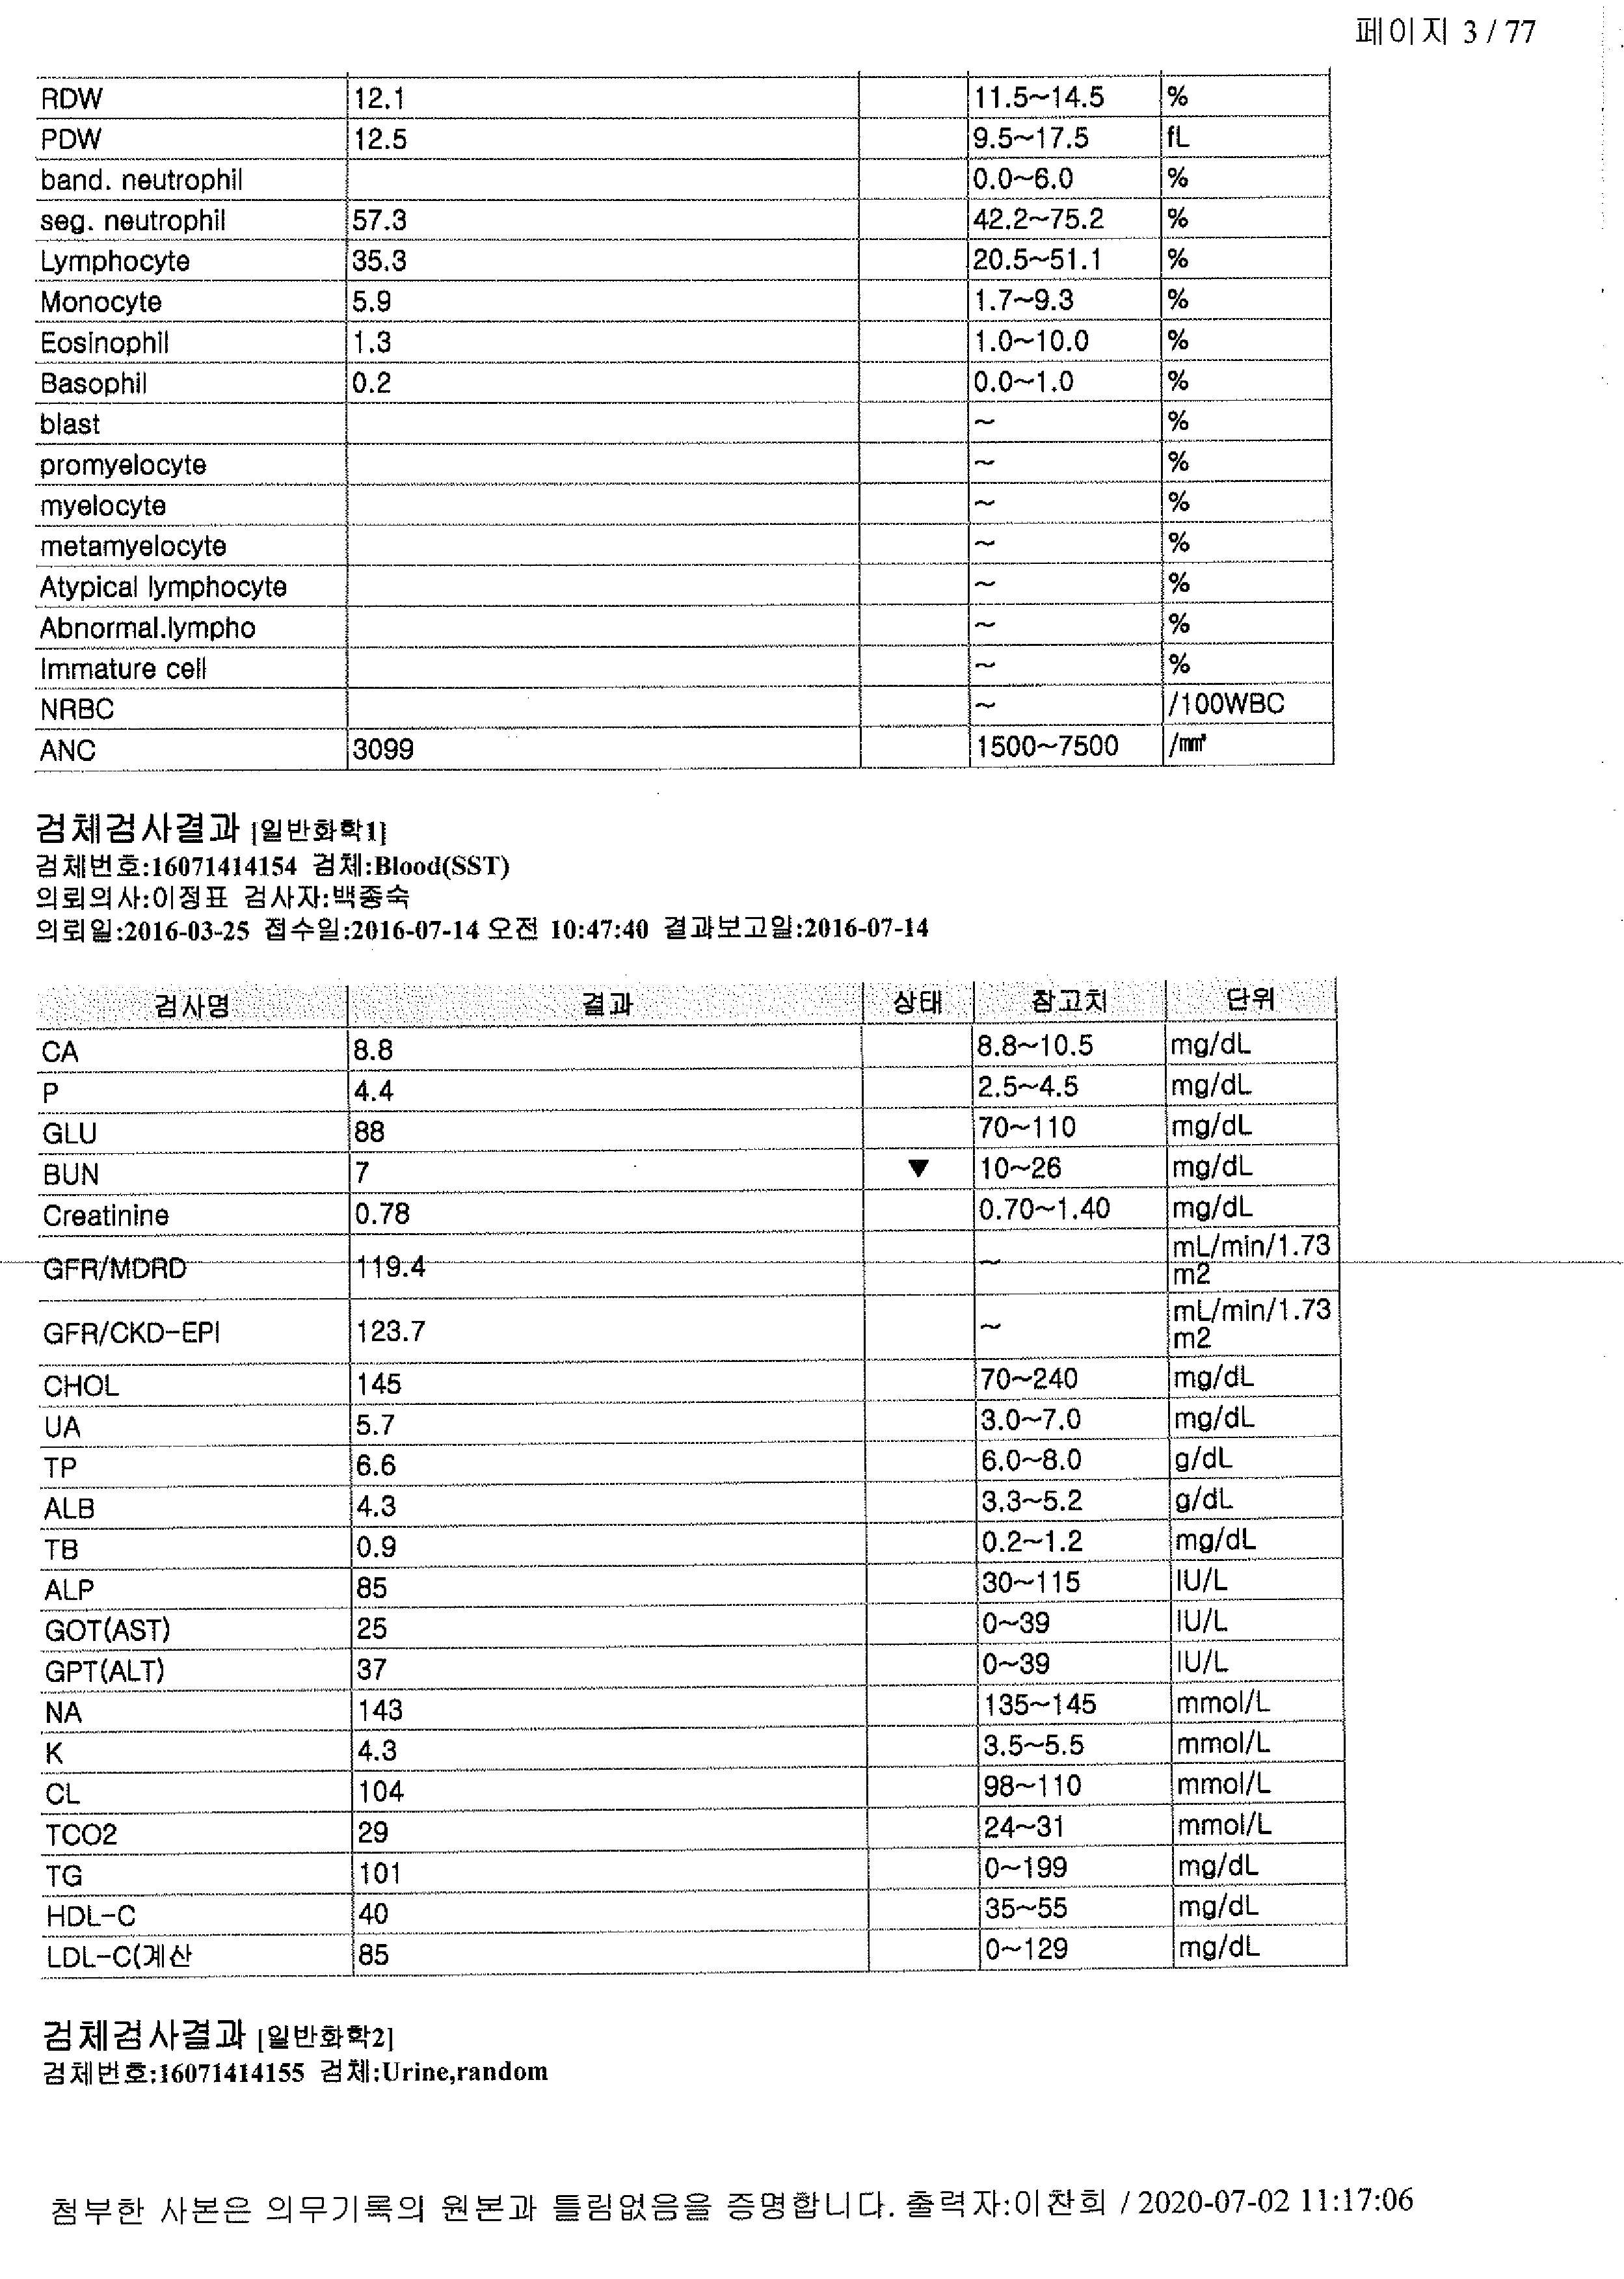 페이지 3 / 77
RDW 12.1 11.5~14.5 %
PDW 12.5 9.5~17.5 fL
band. neutrophil 0.0~6.0 %
seg. neutrophil 57.3 42.2~75.2 %
Lymphocyte 35.3 20.5~51.1 %
Monocyte 5.9 1.7~9.3 %
Eosinophil 1.3 1.0~10.0 %
Basophil 0.2 0.0~1.0 %
blast ~ %
promyelocyte ~ %
myelocyte ~ %
metamyelocyte ~ %
Atypical lymphocyte ~ %
Abnormal.lympho ~ %
Immature cell ~ %
NRBC ~ /100WBC
ANC 3099 1500~7500 /㎣
검체검사결과 [일반화학1]
검체번호:16071414154 검체:Blood(SST)
의뢰의사:이정표 검사자:백종숙
의뢰일:2016-03-25 접수일:2016-07-14 오전 10:47:40 결과보고일:2016-07-14
검사명 결과 상태 참고치 단위
CA 8.8 8.8~10.5 mg/dL
P 4.4 2.5~4.5 mg/dL
GLU 88 70~110 mg/dL
BUN 7 ▼ 10~26 mg/dL
Creatinine 0.78 0.70~1.40 mg/dL
GFR/MDRD 119.4 ~ mL/min/1.73
m2
GFR/CKD-EPI 123.7 ~ mL/min/1.73
m2
CHOL 145 70~240 mg/dL
UA 5.7 3.0~7.0 mg/dL
TP 6.6 6.0~8.0 g/dL
ALB 4.3 3.3~5.2 g/dL
TB 0.9 0.2~1.2 mg/dL
ALP 85 30~115 IU/L
GOT(AST) 25 0~39 IU/L
GPT(ALT) 37 0~39 IU/L
NA 143 135~145 mmol/L
K 4.3 3.5~5.5 mmol/L
CL 104 98~110 mmol/L
TCO2 29 24~31 mmol/L
TG 101 0~199 mg/dL
HDL-C 40 35~55 mg/dL
LDL-C(계산 85 0~129 mg/dL
검체검사결과 [일반화학2]
검체번호:16071414155 검체:Urine,random
첨부한 사본은 의무기록의 원본과 틀림없음을 증명합니다. 출력자:이찬희 / 2020-07-02 11:17:06